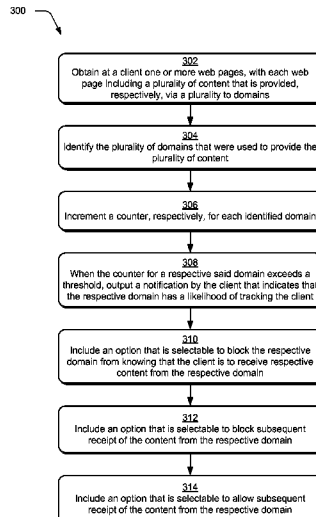 300
302
Obtain at a client one or more web pages, with each web
page including a plurality of content that is provided,
respectively, via a plurality to domains
304
Identify the plurality of domains that were used to provide the
plurality of content
306
Increment a counter, respectively, for each identified domain
308
When the counter for a respective said domain exceeds a
threshold, output a notification by the client that indicates that
the respective domain has a likelihood of tracking the client
310
Include an option that is selectable to block the respective
domain from knowing that the client is to receive respective
content from the respective domain
312
Include an option that is selectable to block subsequent
receipt of the content from the respective domain
314
Include an option that is selectable to allow subsequent
receipt of the content from the respective domain